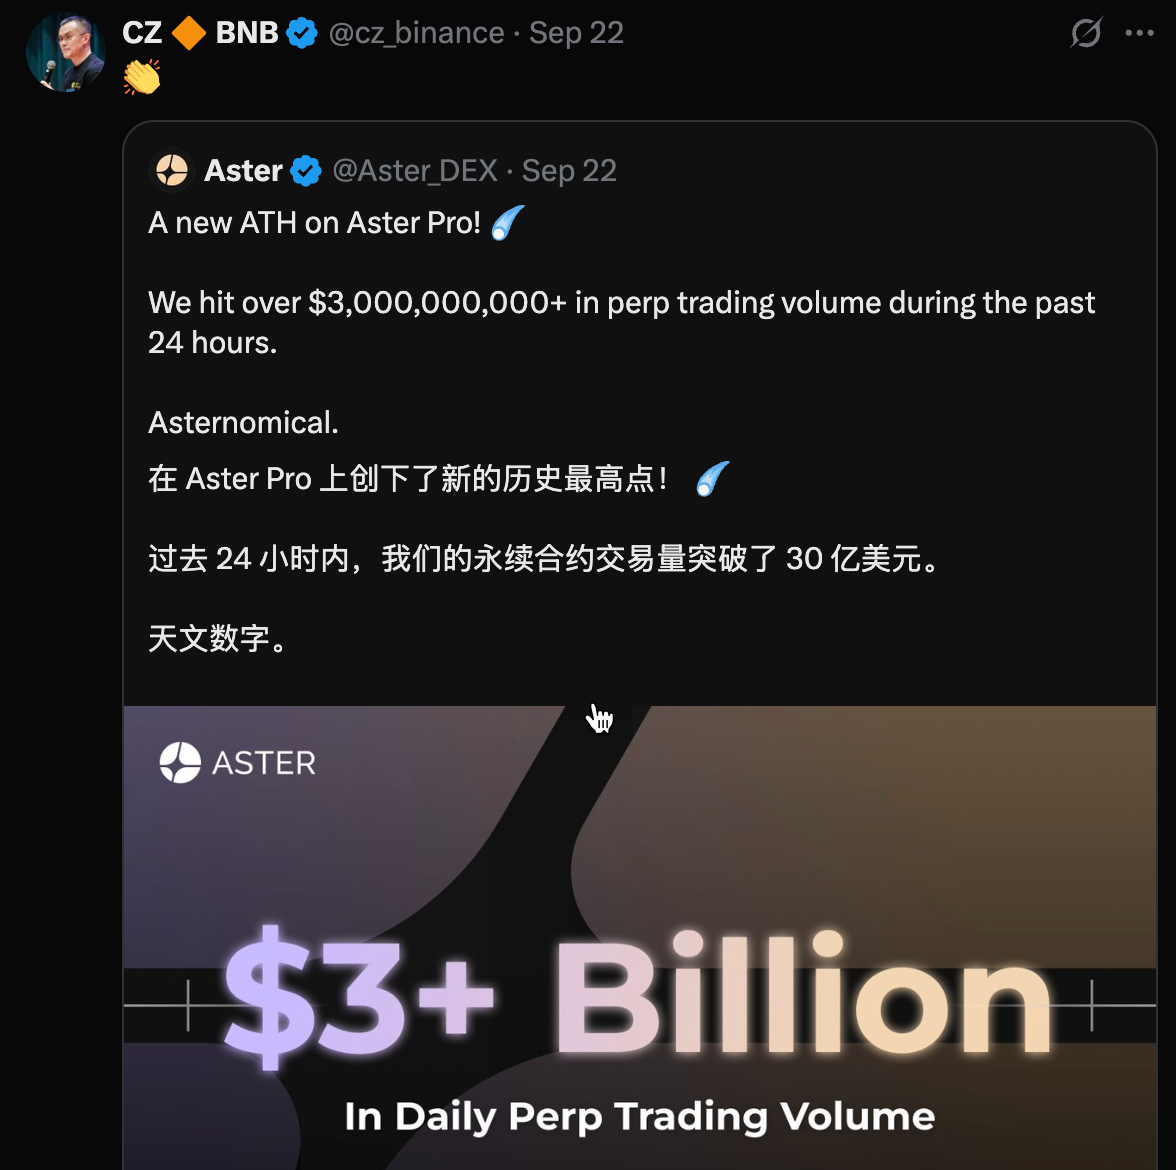 CZ 🔶 BNB @cz_binance · Sep 22
👏
Aster @Aster_DEX · Sep 22
A new ATH on Aster Pro! ☄️
We hit over $3,000,000,000+ in perp trading volume during the past
24 hours.
Asternomical.
在 Aster Pro 上创下了新的历史最高点！ ☄️
过去 24 小时内，我们的永续合约交易量突破了 30 亿美元。
天文数字。
ASTER
$3+ Billion
In Daily Perp Trading Volume